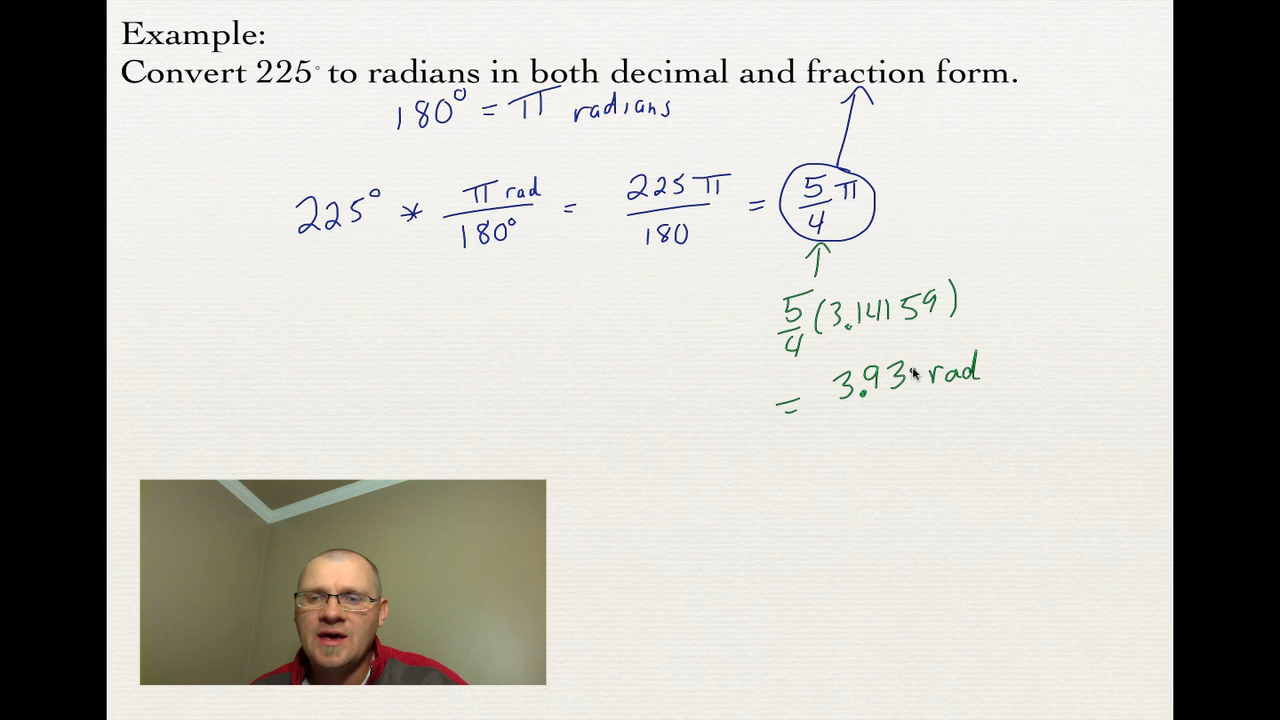 Example:
Convert 225° to radians in both decimal and fraction form.
180° = π radians
225° * π rad / 180° = 225π / 180 = 5/4 π
5/4 (3.14159)
= 3.93 rad